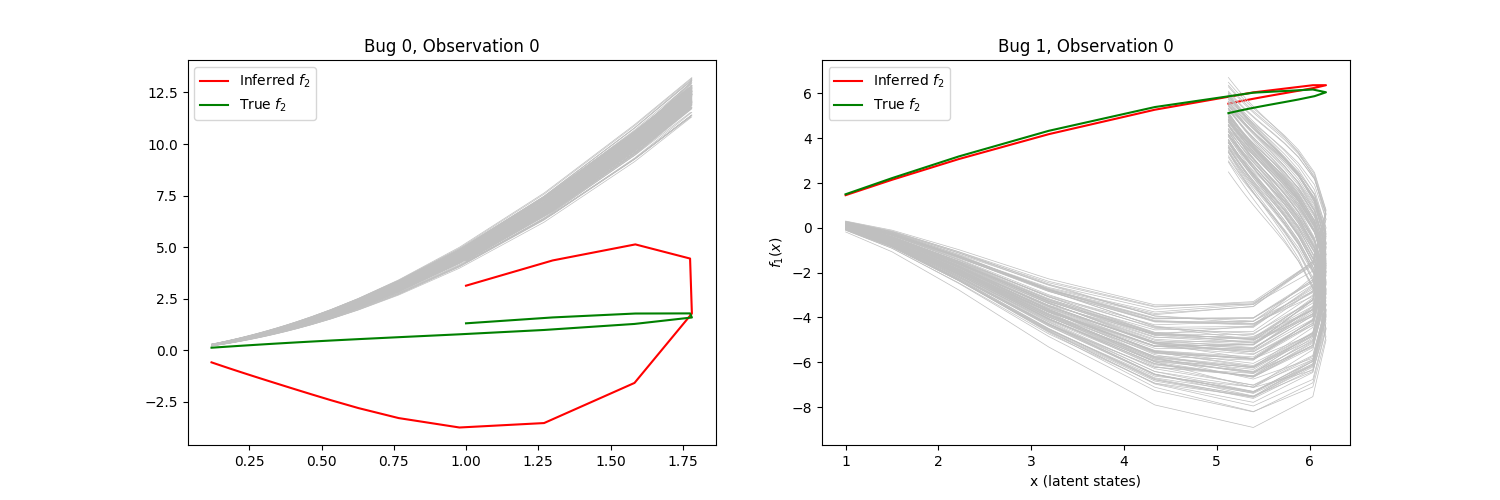 Bug 0, Observation 0
Inferred f2
True f2
12.5
10.0
7.5
5.0
2.5
0.0
−2.5
0.25 0.50 0.75 1.00 1.25 1.50 1.75
Bug 1, Observation 0
Inferred f2
True f2
6
4
2
0
−2
−4
−6
−8
f1(x)
1 2 3 4 5 6
x (latent states)